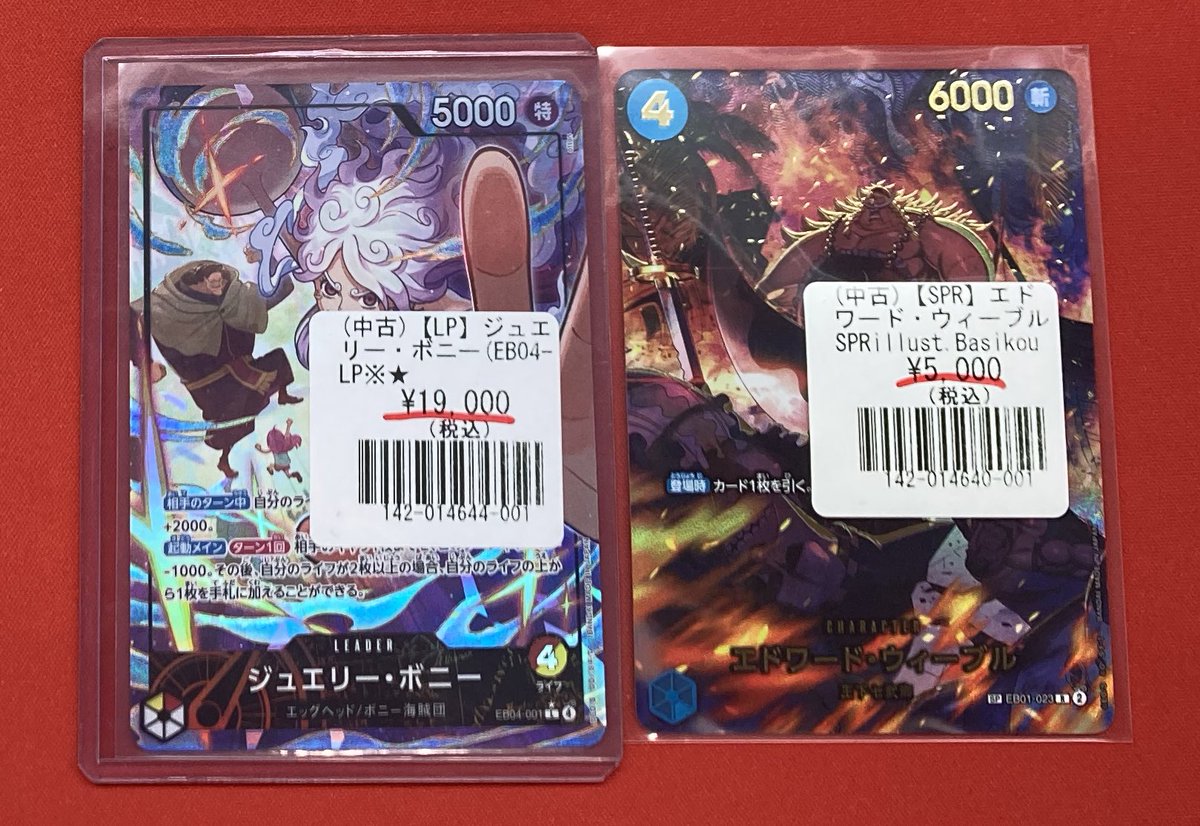 5000 特
(中古)【LP】ジュエ
リー・ボニー(EB04-
LP※★
¥19,000
(税込)
142-014644-001
相手のターン中 自分のラ
+2000。
起動メイン ターン1回 相手の
-1000。その後、自分のライフが2枚以上の場合、自分のライフの上か
ら1枚を手札に加えることができる。
LEADER
ジュエリー・ボニー
4
ライフ
エッグヘッド/ボニー海賊団
EB04-001 L
4
6000 斬
(中古)【SPR】エド
ワード・ウィーブル
SPRillust.Basikou
¥5,000
(税込)
142-014640-001
登場時 カード1枚を引く。
CHARACTER
エドワード・ウィーブル
王下七武海
SP EB01-023 R 2